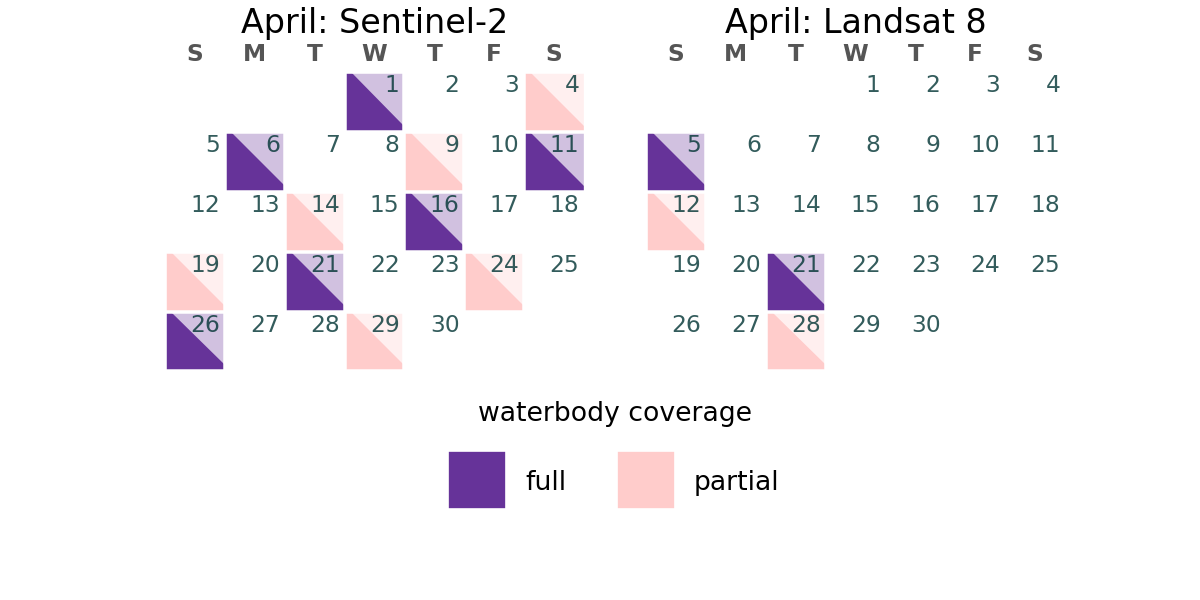 April: Sentinel-2
S M T W T F S
1 2 3 4
5 6 7 8 9 10 11
12 13 14 15 16 17 18
19 20 21 22 23 24 25
26 27 28 29 30
April: Landsat 8
S M T W T F S
1 2 3 4
5 6 7 8 9 10 11
12 13 14 15 16 17 18
19 20 21 22 23 24 25
26 27 28 29 30
waterbody coverage
full
partial